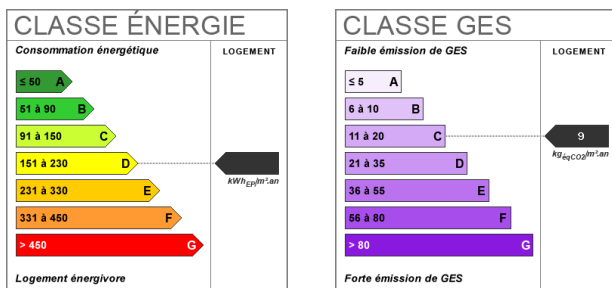 CLASSE ÉNERGIE
Consommation énergétique
LOGEMENT
≤ 50 A
51 à 90 B
91 à 150 C
151 à 230 D
kWhEP/m².an
231 à 330 E
331 à 450 F
> 450 G
Logement énergivore
CLASSE GES
Faible émission de GES
LOGEMENT
≤ 5 A
6 à 10 B
11 à 20 C
9
kgéqCO2/m².an
21 à 35 D
36 à 55 E
56 à 80 F
> 80 G
Forte émission de GES